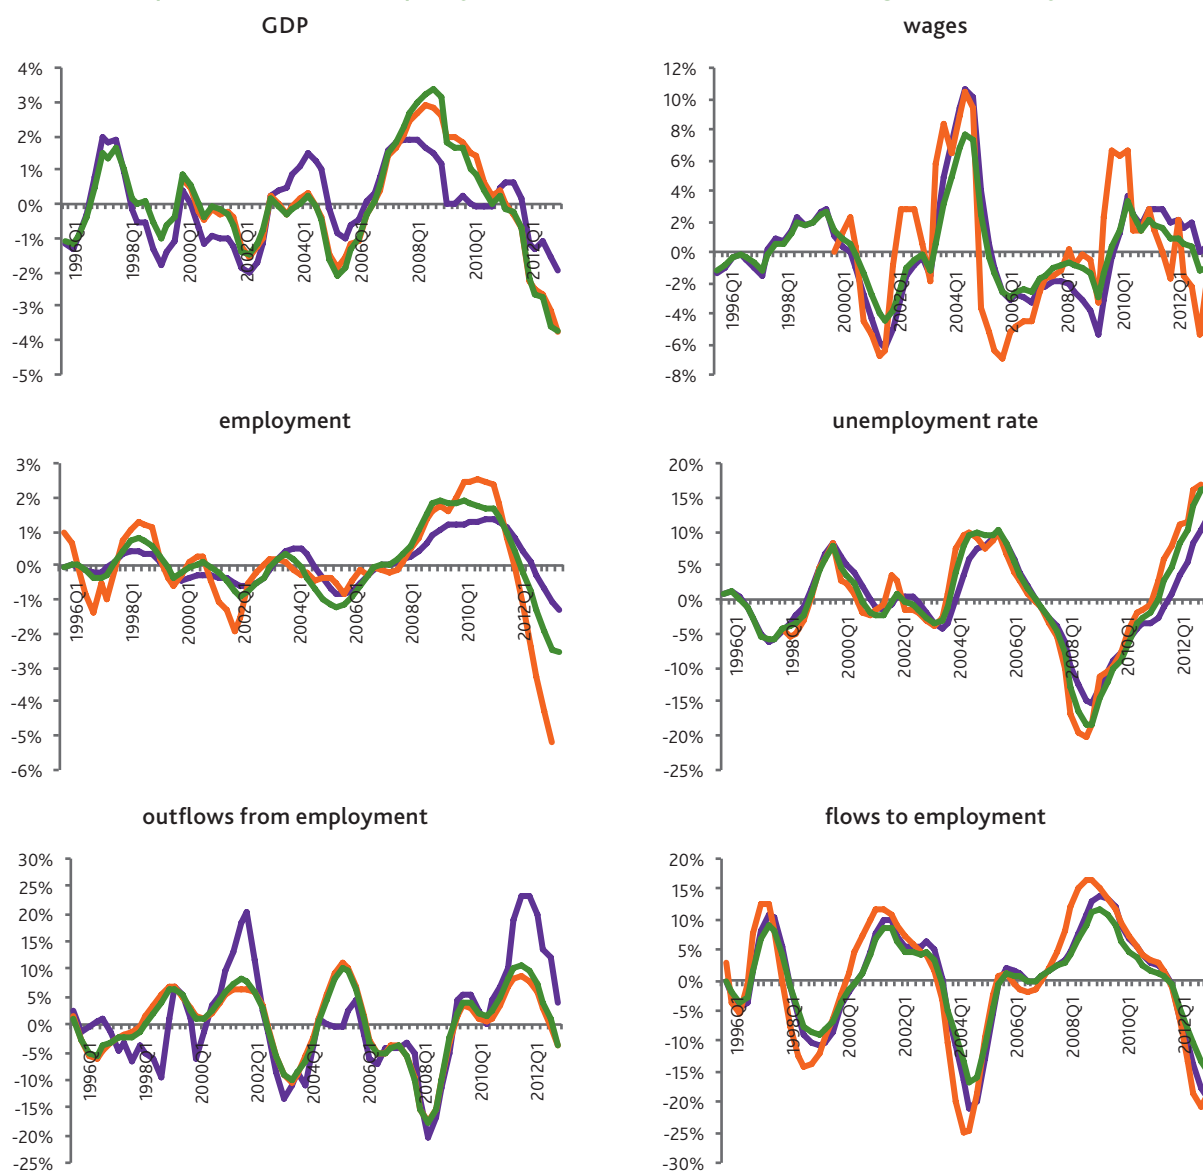 GDP
4%
3%
2%
1%
0%
-1%
-2%
-3%
-4%
-5%
1996Q1
1998Q1
2000Q1
2002Q1
2004Q1
2006Q1
2008Q1
2010Q1
2012Q1
wages
12%
10%
8%
6%
4%
2%
0%
-2%
-4%
-6%
-8%
1996Q1
1998Q1
2000Q1
2002Q1
2004Q1
2006Q1
2008Q1
2010Q1
2012Q1
employment
3%
2%
1%
0%
-1%
-2%
-3%
-4%
-5%
-6%
1996Q1
1998Q1
2000Q1
2002Q1
2004Q1
2006Q1
2008Q1
2010Q1
2012Q1
unemployment rate
20%
15%
10%
5%
0%
-5%
-10%
-15%
-20%
-25%
1996Q1
1998Q1
2000Q1
2002Q1
2004Q1
2006Q1
2008Q1
2010Q1
2012Q1
outflows from employment
30%
25%
20%
15%
10%
5%
0%
-5%
-10%
-15%
-20%
-25%
1996Q1
1998Q1
2000Q1
2002Q1
2004Q1
2006Q1
2008Q1
2010Q1
2012Q1
flows to employment
20%
15%
10%
5%
0%
-5%
-10%
-15%
-20%
-25%
-30%
1996Q1
1998Q1
2000Q1
2002Q1
2004Q1
2006Q1
2008Q1
2010Q1
2012Q1